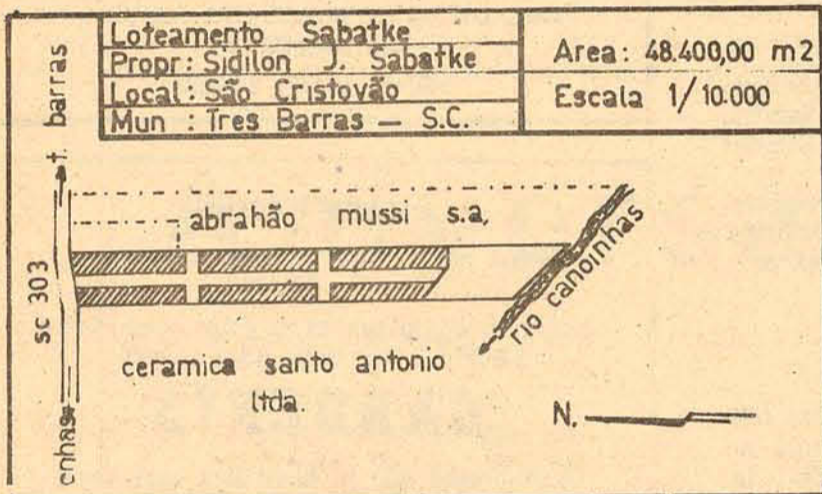 Loteamento Sabatke
Propr: Sidilon J. Sabatke
Local: São Cristovão
Mun : Tres Barras — S.C.
Area: 48.400,00 m2
Escala 1/10.000
t. barras
abrahão mussi s.a,
sc 303
rio canoinhas
ceramica santo antonio
ltda.
N.
cnhas